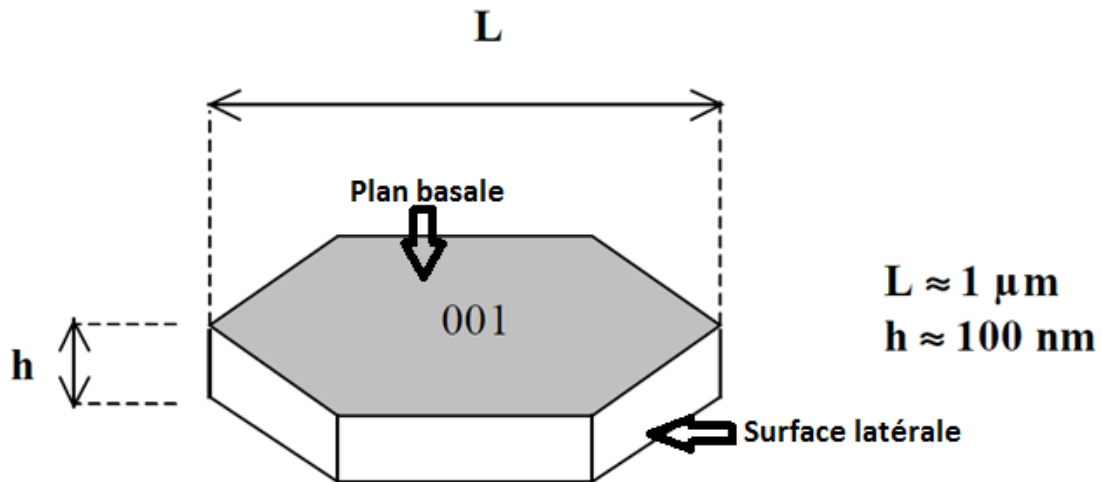 L
Plan basale
001
L ≈ 1 µm
h ≈ 100 nm
h
Surface latérale